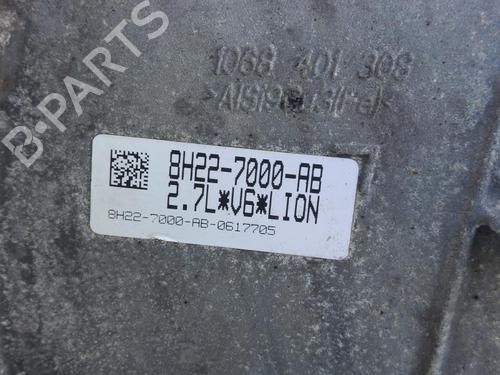 1068 401 308
8H22-7000-AB
2.7L*V6*LION
8H22-7000-AB-0617705
B-PARTS